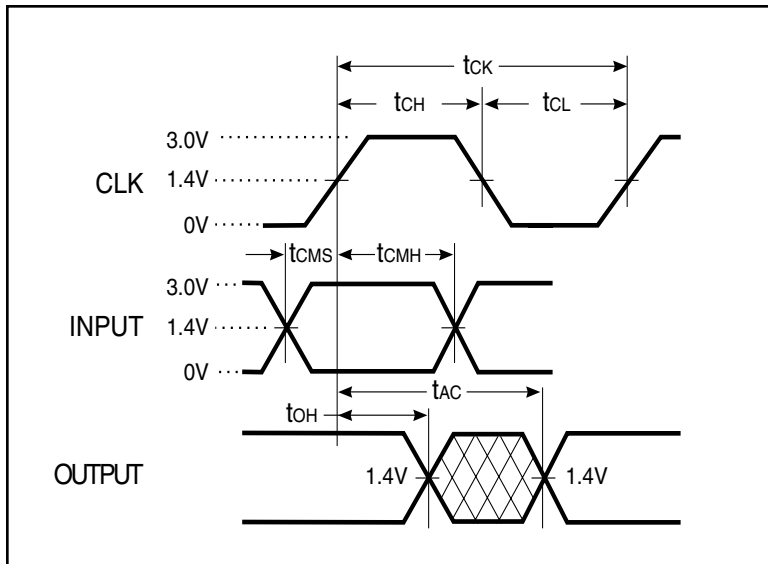 tCK
tCH
tCL
3.0V
CLK
1.4V
0V
tCMS
tCMH
3.0V
INPUT
1.4V
0V
tAC
tOH
OUTPUT
1.4V
1.4V